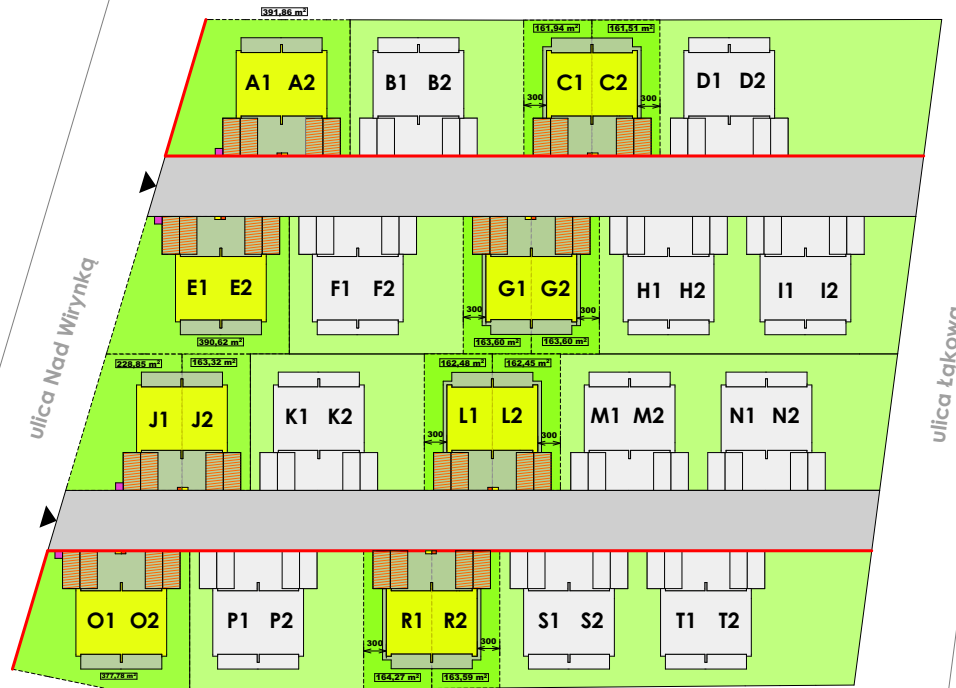 391,86 m²
161,94 m² 161,51 m²
A1 A2 B1 B2 C1 C2 D1 D2
300 300
E1 E2 F1 F2 G1 G2 H1 H2 I1 I2
300 300
390,62 m² 163,60 m² 163,60 m²
228,85 m² 163,32 m² 162,48 m² 162,45 m²
J1 J2 K1 K2 L1 L2 M1 M2 N1 N2
300 300
O1 O2 P1 P2 R1 R2 S1 S2 T1 T2
300 300
377,78 m² 164,27 m² 163,59 m²
ulica Nad Wirynką
ulica Łąkowa